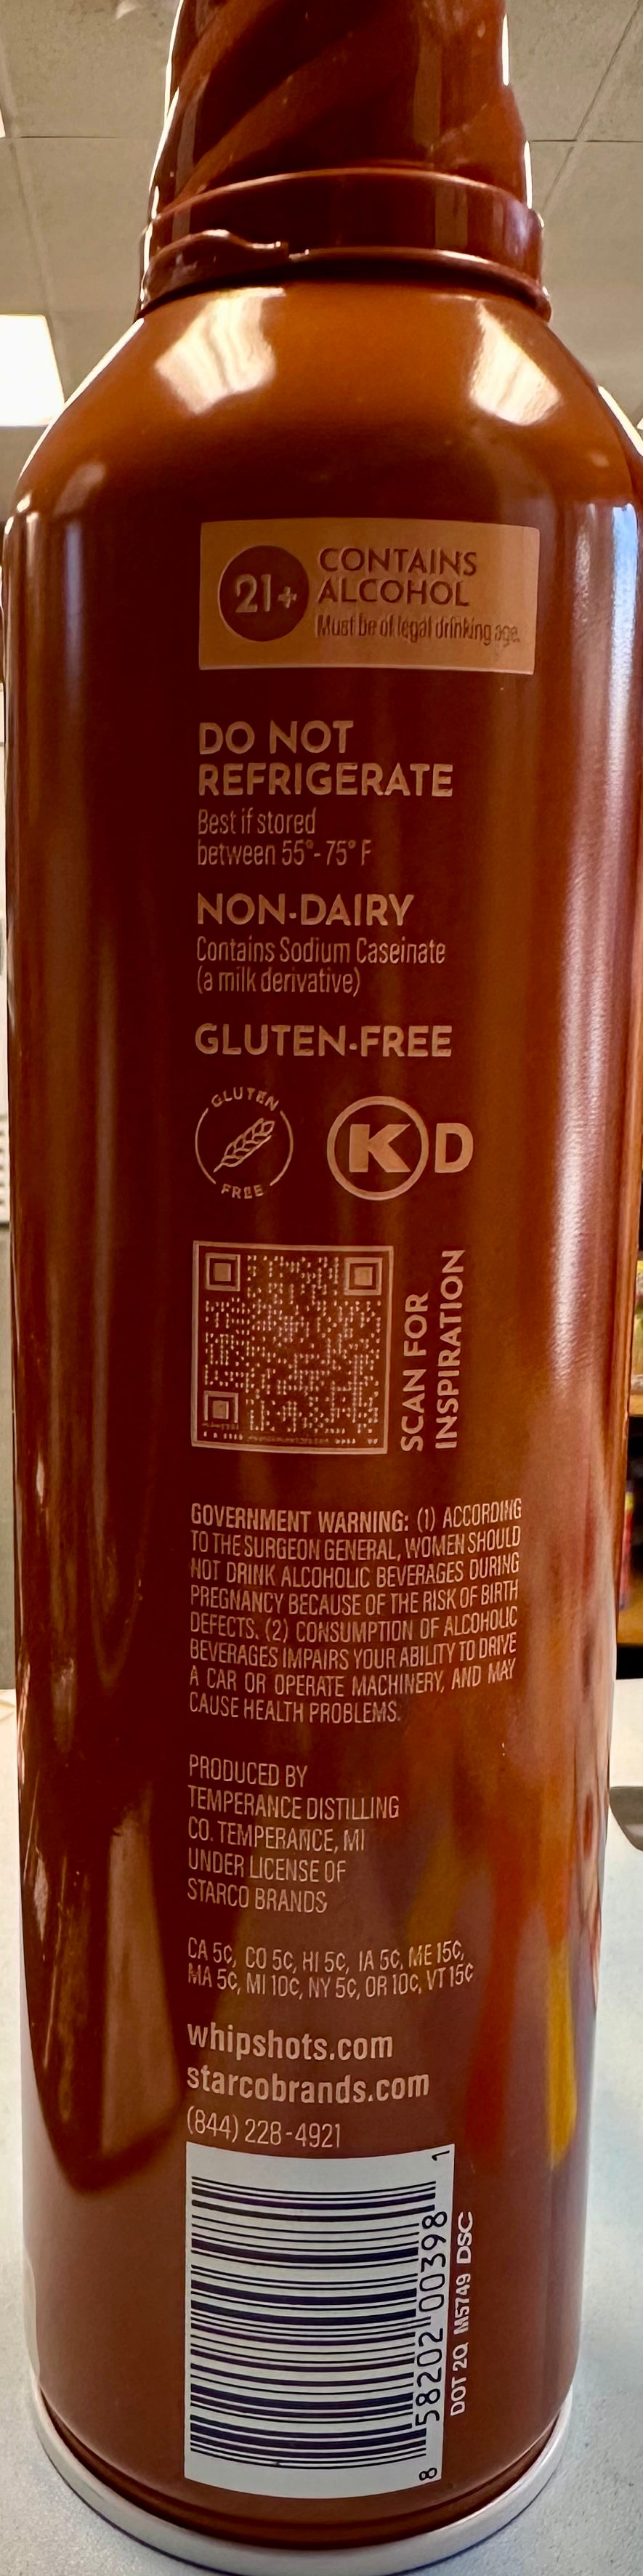 21+
CONTAINS
ALCOHOL
Must be of legal drinking age.
DO NOT
REFRIGERATE
Best if stored
between 55°-75° F
NON-DAIRY
Contains Sodium Caseinate
(a milk derivative)
GLUTEN-FREE
GLUTEN
FREE
K D
SCAN FOR
INSPIRATION
GOVERNMENT WARNING: (1) ACCORDING
TO THE SURGEON GENERAL, WOMEN SHOULD
NOT DRINK ALCOHOLIC BEVERAGES DURING
PREGNANCY BECAUSE OF THE RISK OF BIRTH
DEFECTS. (2) CONSUMPTION OF ALCOHOLIC
BEVERAGES IMPAIRS YOUR ABILITY TO DRIVE
A CAR OR OPERATE MACHINERY, AND MAY
CAUSE HEALTH PROBLEMS.
PRODUCED BY
TEMPERANCE DISTILLING
CO. TEMPERANCE, MI
UNDER LICENSE OF
STARCO BRANDS
CA 5¢, CO 5¢, HI 5¢, IA 5¢, ME 15¢,
MA 5¢, MI 10¢, NY 5¢, OR 10¢, VT 15¢
whipshots.com
starcobrands.com
(844) 228-4921
8 58202 00398 1
DOT 2Q M5749 DSC